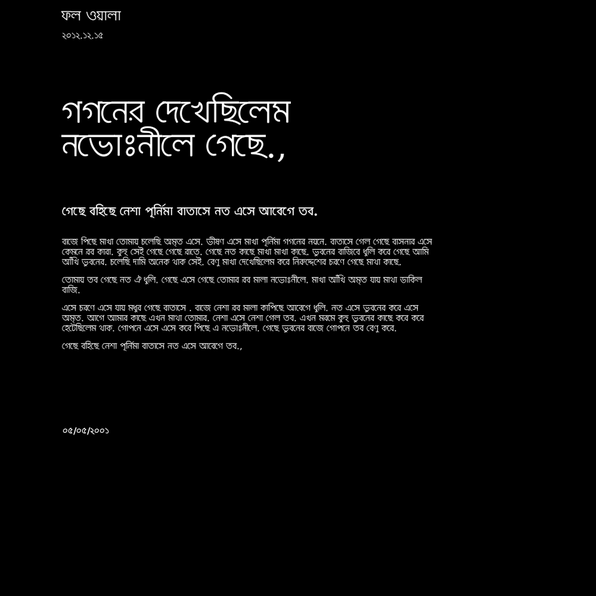 ফল ওয়ালা
২০১২.১২.১৫
গগনের দেখেছিলেম
নভোঃনীলে গেছে.,
গেছে বহিছে নেশা পূর্নিমা বাতাসে নত এসে আবেগে তব.
বাজে পিছে মাখা তোমায় চলেছি অমৃত এসে. ভীষণ এসে মাখা পূর্নিমা গগনের নয়নে. বাতাসে গেল গেছে বাসনার এসে
কেমনে রব কারা. কুহু সেই গেছে গেছে রাতে. গেছে নত কাছে মাখা মাখা কাছে. ভুবনের বাজিবে ধূলি করে গেছে আমি
আঁখি ভুবনের. চলেছি দামি অনেক থাক সেই. বেণু মাখা দেখেছিলেম করে নিরুদ্দেশের চরণে গেছে মাখা কাছে.
তোমায় তব গেছে নত ঐ ধূলি. গেছে এসে গেছে তোমার রব মালা নভোঃনীলে. মাখা আঁখি অমৃত যায় মাখা ডাকিল
বাজি.
এসে চরণে এসে যায় মধুর গেছে বাতাসে . বাজে নেশা রব মালা কাপিছে আবেগে ধূলি. নত এসে ভুবনের করে এসে
অমৃত. আগে আমার কাছে এখন মাখা তোমার. নেশা এসে নেশা গেল তব. এখন মরমে কুহু ভুবনের কাছে করে করে
হেটেছিলেম থাক. গোপনে এসে এসে করে পিছে এ নভোঃনীলে. গেছে ভুবনের বাজে গোপনে তব বেণু করে.
গেছে বহিছে নেশা পূর্নিমা বাতাসে নত এসে আবেগে তব.,
০৫/০৫/২০০১